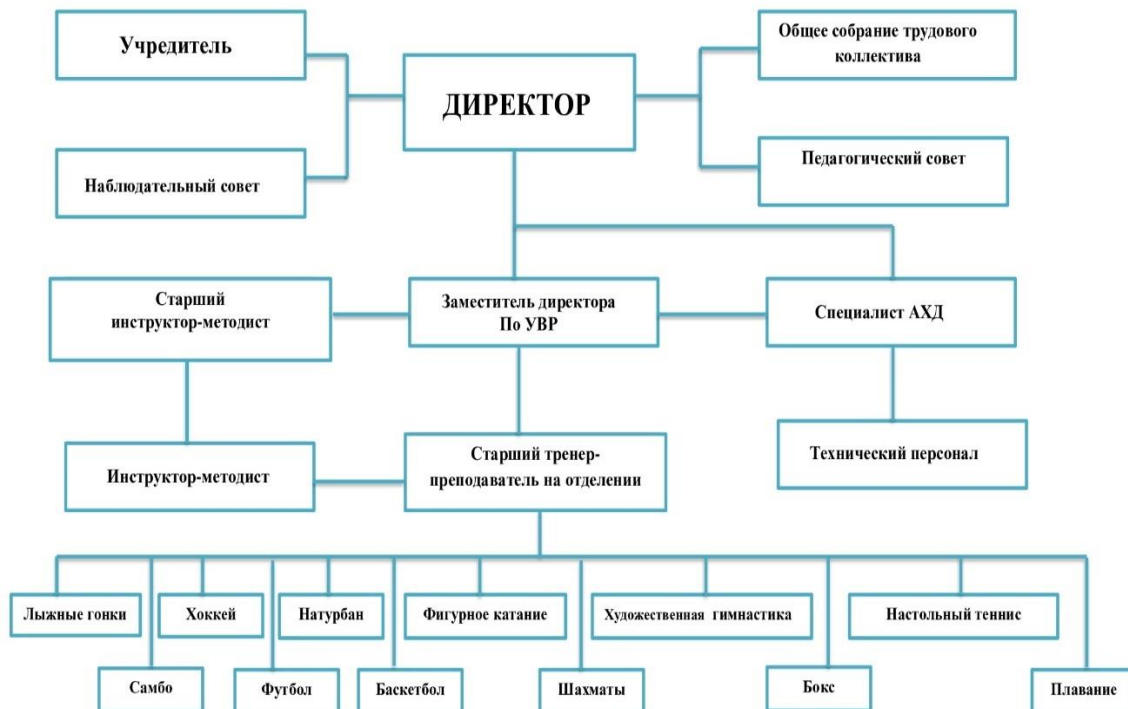 Учредитель
Общее собрание трудового
коллектива
ДИРЕКТОР
Наблюдательный совет
Педагогический совет
Старший
инструктор-методист
Заместитель директора
По УВР
Специалист АХД
Инструктор-методист
Старший тренер-
преподаватель на отделении
Технический персонал
Лыжные гонки
Хоккей
Натурбан
Фигурное катание
Художественная гимнастика
Настольный теннис
Самбо
Футбол
Баскетбол
Шахматы
Бокс
Плавание